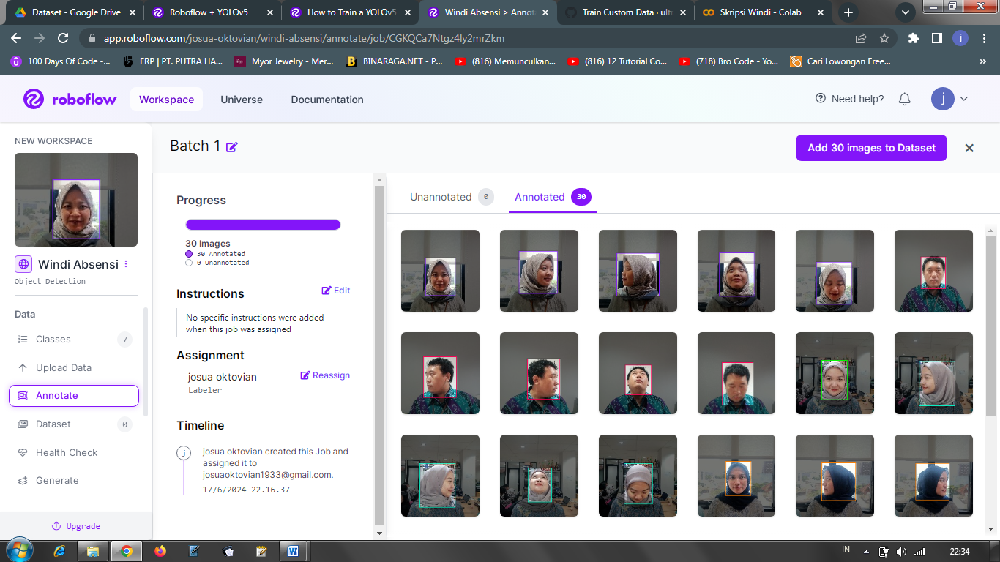 Dataset - Google Drive
Roboflow + YOLOv5
How to Train a YOLOv5
Windi Absensi > Annot
Train Custom Data · ultr
Skripsi Windi - Colab
app.roboflow.com/josua-oktovian/windi-absensi/annotate/job/CGKQCa7Ntgz4ly2mrZkm
j
100 Days Of Code -...
ERP | PT. PUTRA HA...
Myor Jewelry - Mer...
BINARAGA.NET - P...
(816) Memunculkan...
(816) 12 Tutorial Co...
(718) Bro Code - Yo...
Cari Lowongan Free...
»
roboflow
Workspace
Universe
Documentation
Need help?
j
NEW WORKSPACE
Windi Absensi
Object Detection
Data
Classes 7
Upload Data
Annotate
Dataset 0
Health Check
Generate
Upgrade
Batch 1
Add 30 images to Dataset
Progress
30 Images
30 Annotated
0 Unannotated
Instructions
Edit
No specific instructions were added
when this job was assigned
Assignment
josua oktovian
Reassign
Labeler
Timeline
j
josua oktovian created this Job and
assigned it to
josuaoktovian1933@gmail.com.
17/6/2024 22.16.37
Unannotated 0
Annotated 30
IN
22:34